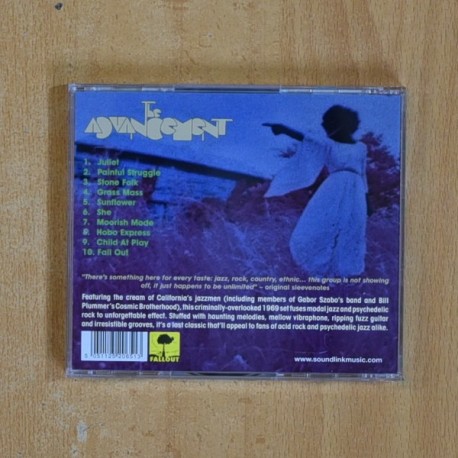 The
ADVANCEMENT
1. Juliet
2. Painful Struggle
3. Stone Folk
4. Grass Mass
5. Sunflower
6. She
7. Moorish Mode
8. Hobo Express
9. Child At Play
10. Fall Out
"There's something here for every taste: jazz, rock, country, ethnic... this group is not showing
off, it just happens to be unlimited" – original sleevenotes
Featuring the cream of California's jazzmen (including members of Gabor Szabo's band and Bill
Plummer's Cosmic Brotherhood), this criminally-overlooked 1969 set fuses modal jazz and psychedelic
rock to unforgettable effect. Stuffed with haunting melodies, mellow vibraphone, ripping fuzz guitar
and irresistible grooves, it's a lost classic that'll appeal to fans of acid rock and psychedelic jazz alike.
FALLOUT
www.soundlinkmusic.com